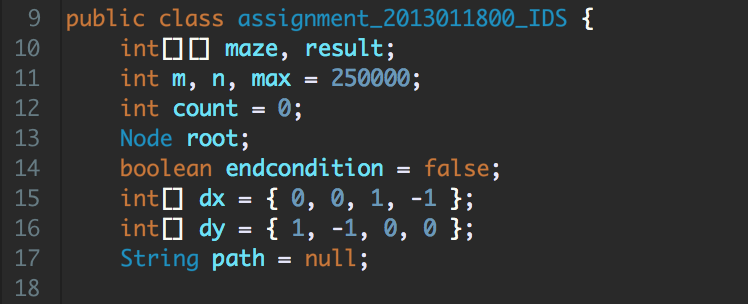 9 public class assignment_2013011800_IDS {
10 int[][] maze, result;
11 int m, n, max = 250000;
12 int count = 0;
13 Node root;
14 boolean endcondition = false;
15 int[] dx = { 0, 0, 1, -1 };
16 int[] dy = { 1, -1, 0, 0 };
17 String path = null;
18